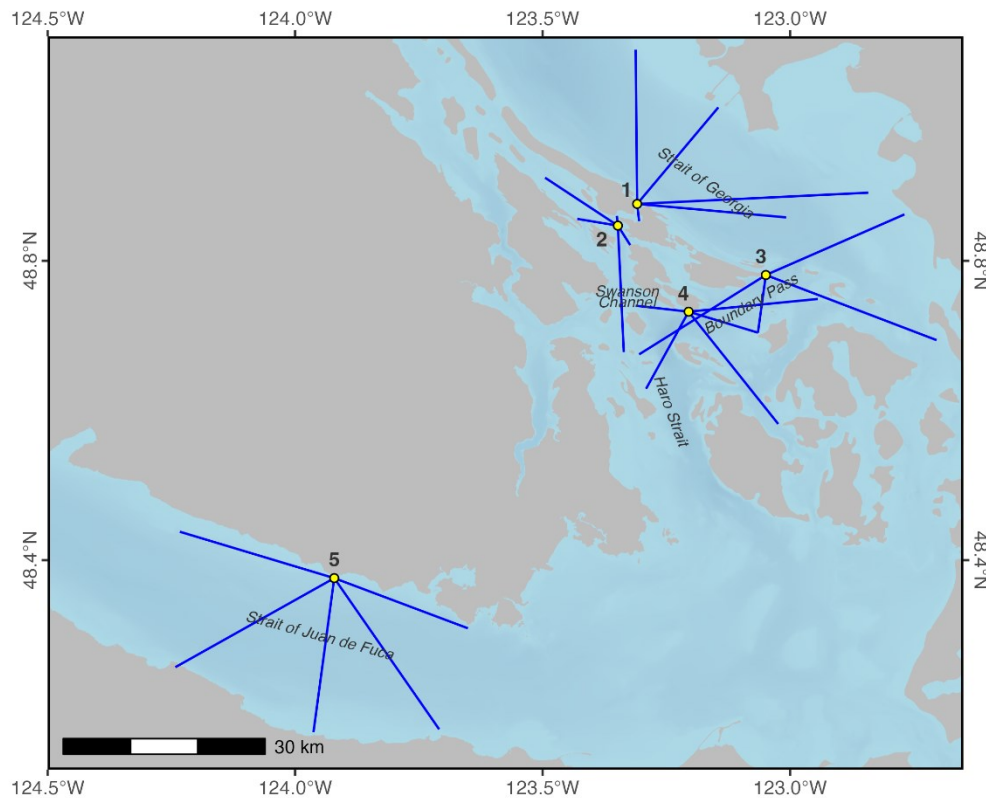 124.5°W 124.0°W 123.5°W 123.0°W
48.8°N
48.8°N
1
Strait of Georgia
2
3
Swanson
Channel
4
Boundary Pass
Haro Strait
48.4°N
48.4°N
5
Strait of Juan de Fuca
30 km
124.5°W 124.0°W 123.5°W 123.0°W